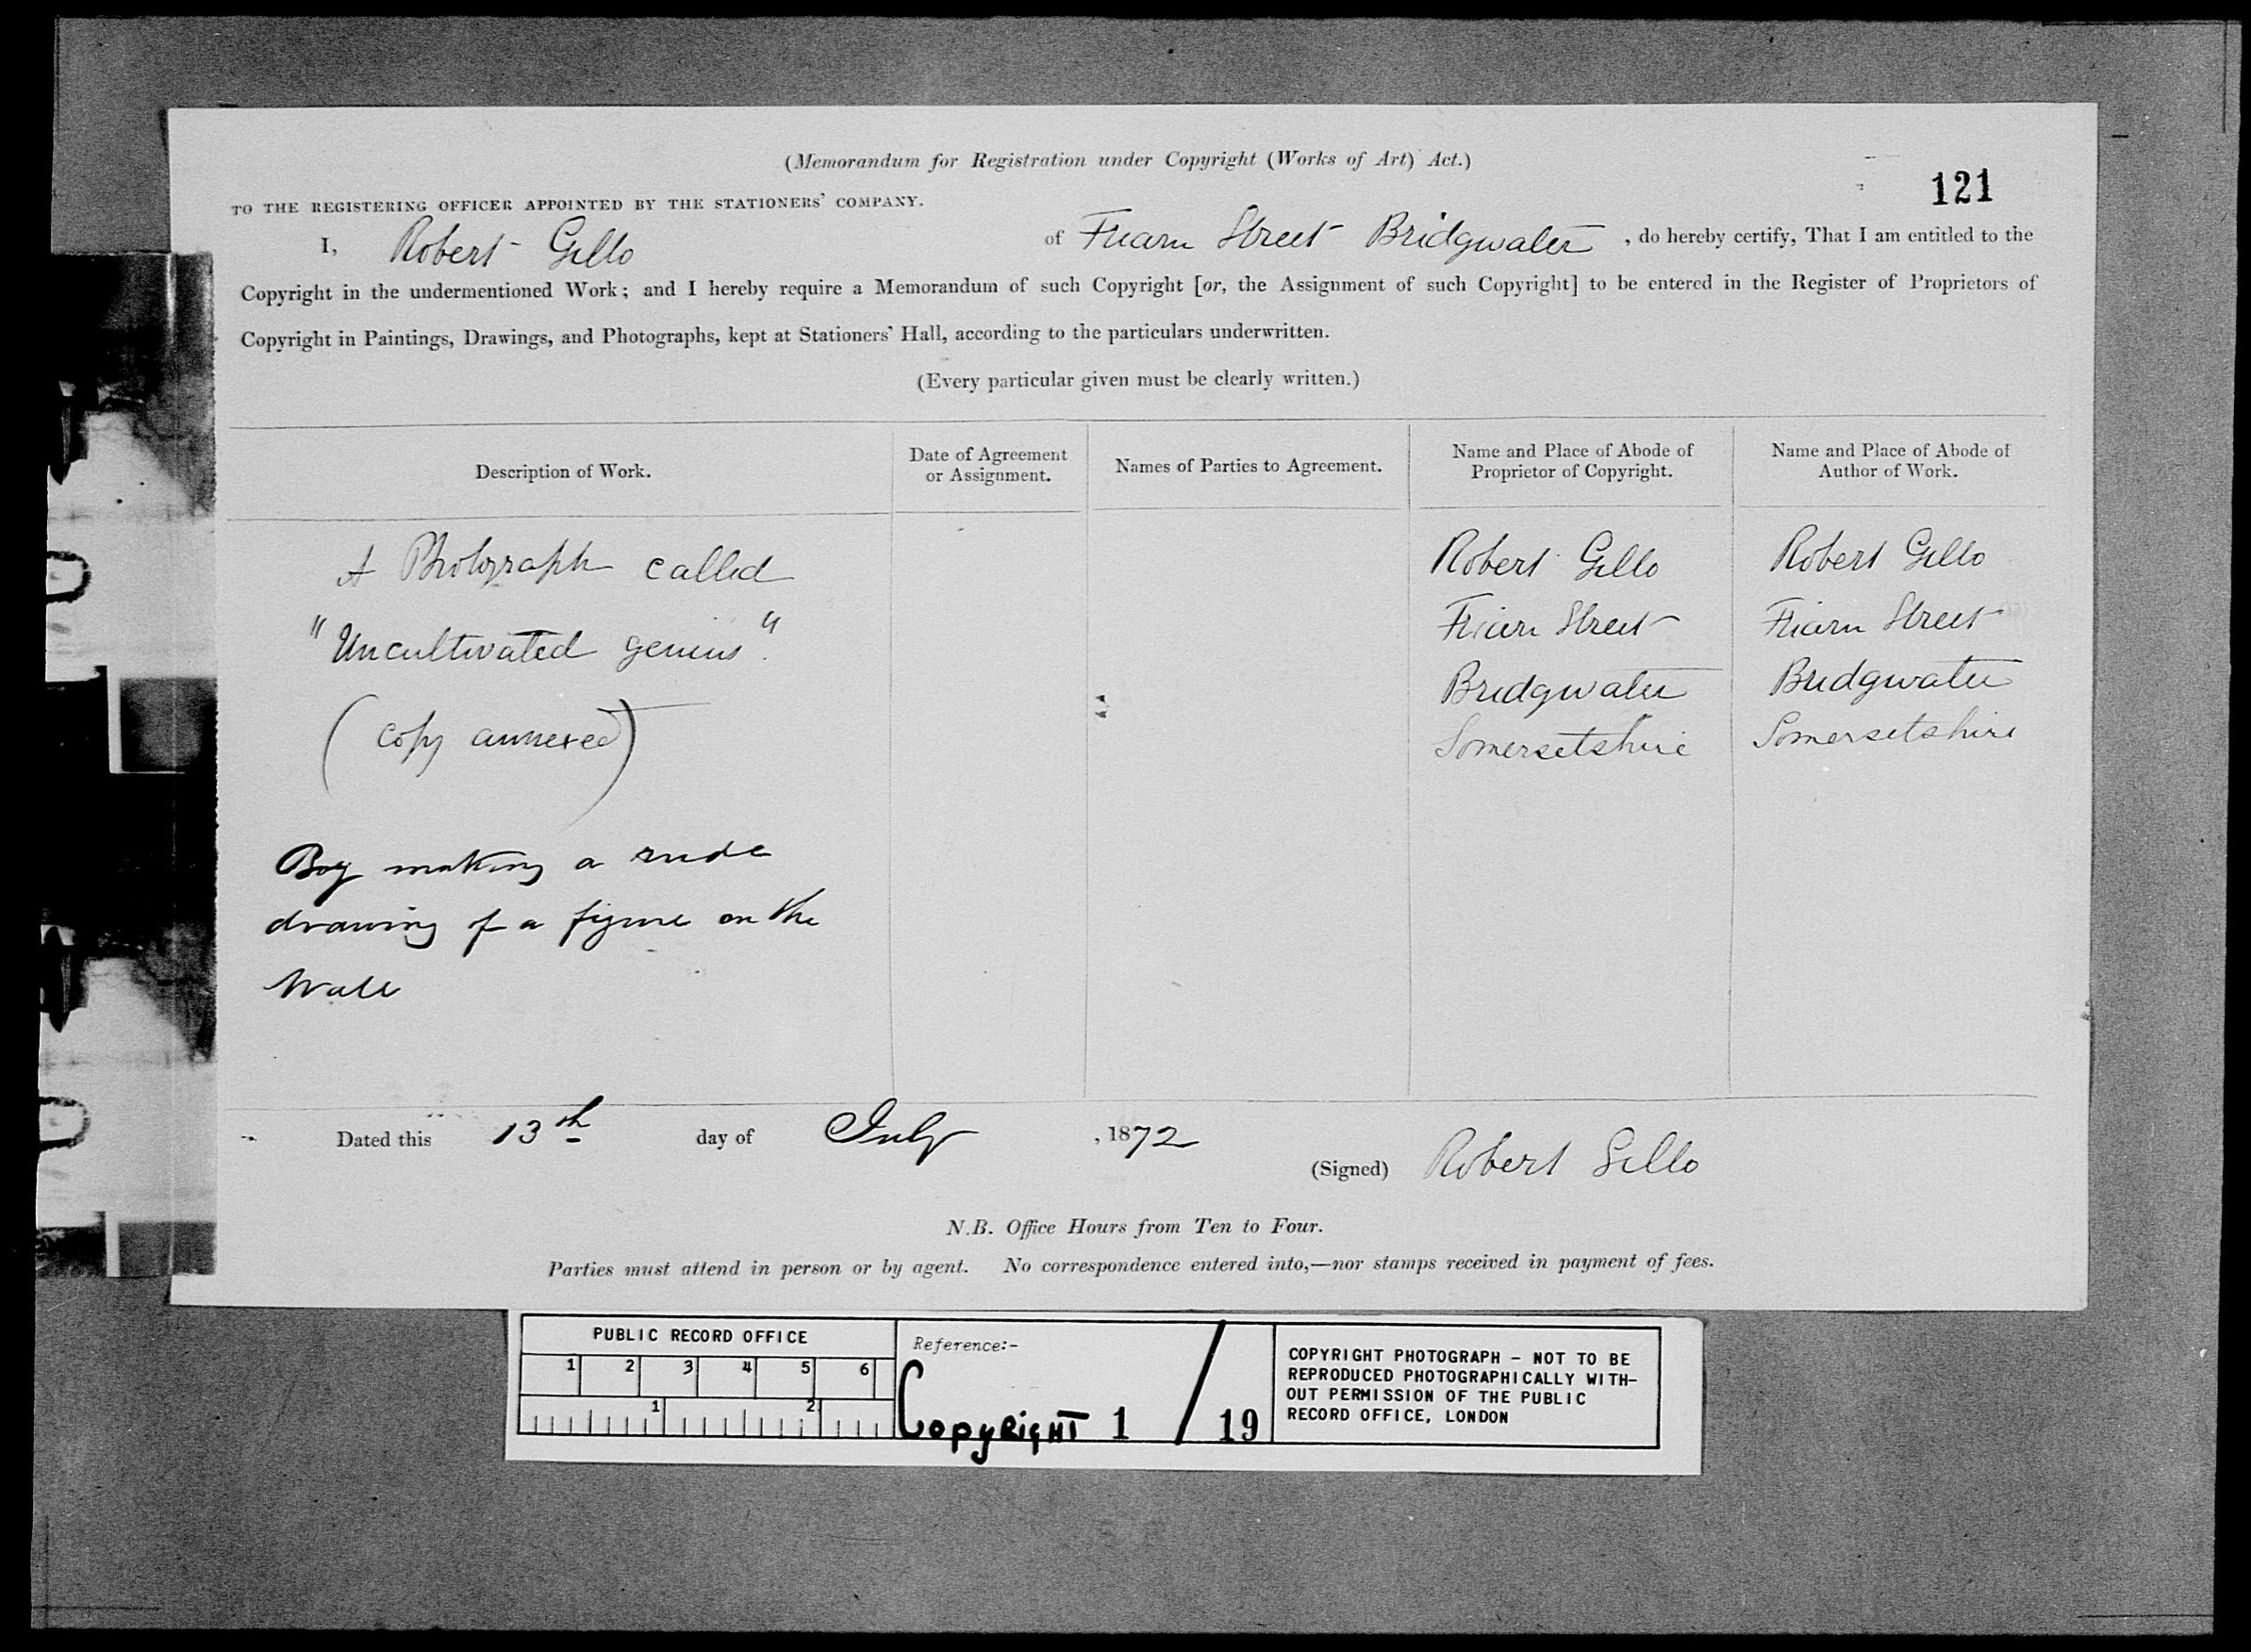 (Memorandum for Registration under Copyright (Works of Art) Act.)
121
TO THE REGISTERING OFFICER APPOINTED BY THE STATIONERS' COMPANY.
I, Robert Gillo of Friarn Street Bridgwater, do hereby certify, That I am entitled to the
Copyright in the undermentioned Work; and I hereby require a Memorandum of such Copyright [or, the Assignment of such Copyright] to be entered in the Register of Proprietors of
Copyright in Paintings, Drawings, and Photographs, kept at Stationers' Hall, according to the particulars underwritten.
(Every particular given must be clearly written.)
Description of Work.
Date of Agreement
or Assignment.
Names of Parties to Agreement.
Name and Place of Abode of
Proprietor of Copyright.
Name and Place of Abode of
Author of Work.
A Photograph called
"Uncultivated genius".
(Copy annexed)
Boy making a rude
drawing of a figure on the
Wall
Robert Gillo
Friarn Street
Bridgwater
Somersetshire
Robert Gillo
Friarn Street
Bridgwater
Somersetshire
Dated this 13th day of July, 1872
(Signed) Robert Gillo
N.B. Office Hours from Ten to Four.
Parties must attend in person or by agent. No correspondence entered into,—nor stamps received in payment of fees.
PUBLIC RECORD OFFICE
1 2 3 4 5 6
1 2
Reference:-
Copyright 1 / 19
COPYRIGHT PHOTOGRAPH - NOT TO BE
REPRODUCED PHOTOGRAPHICALLY WITH-
OUT PERMISSION OF THE PUBLIC
RECORD OFFICE, LONDON